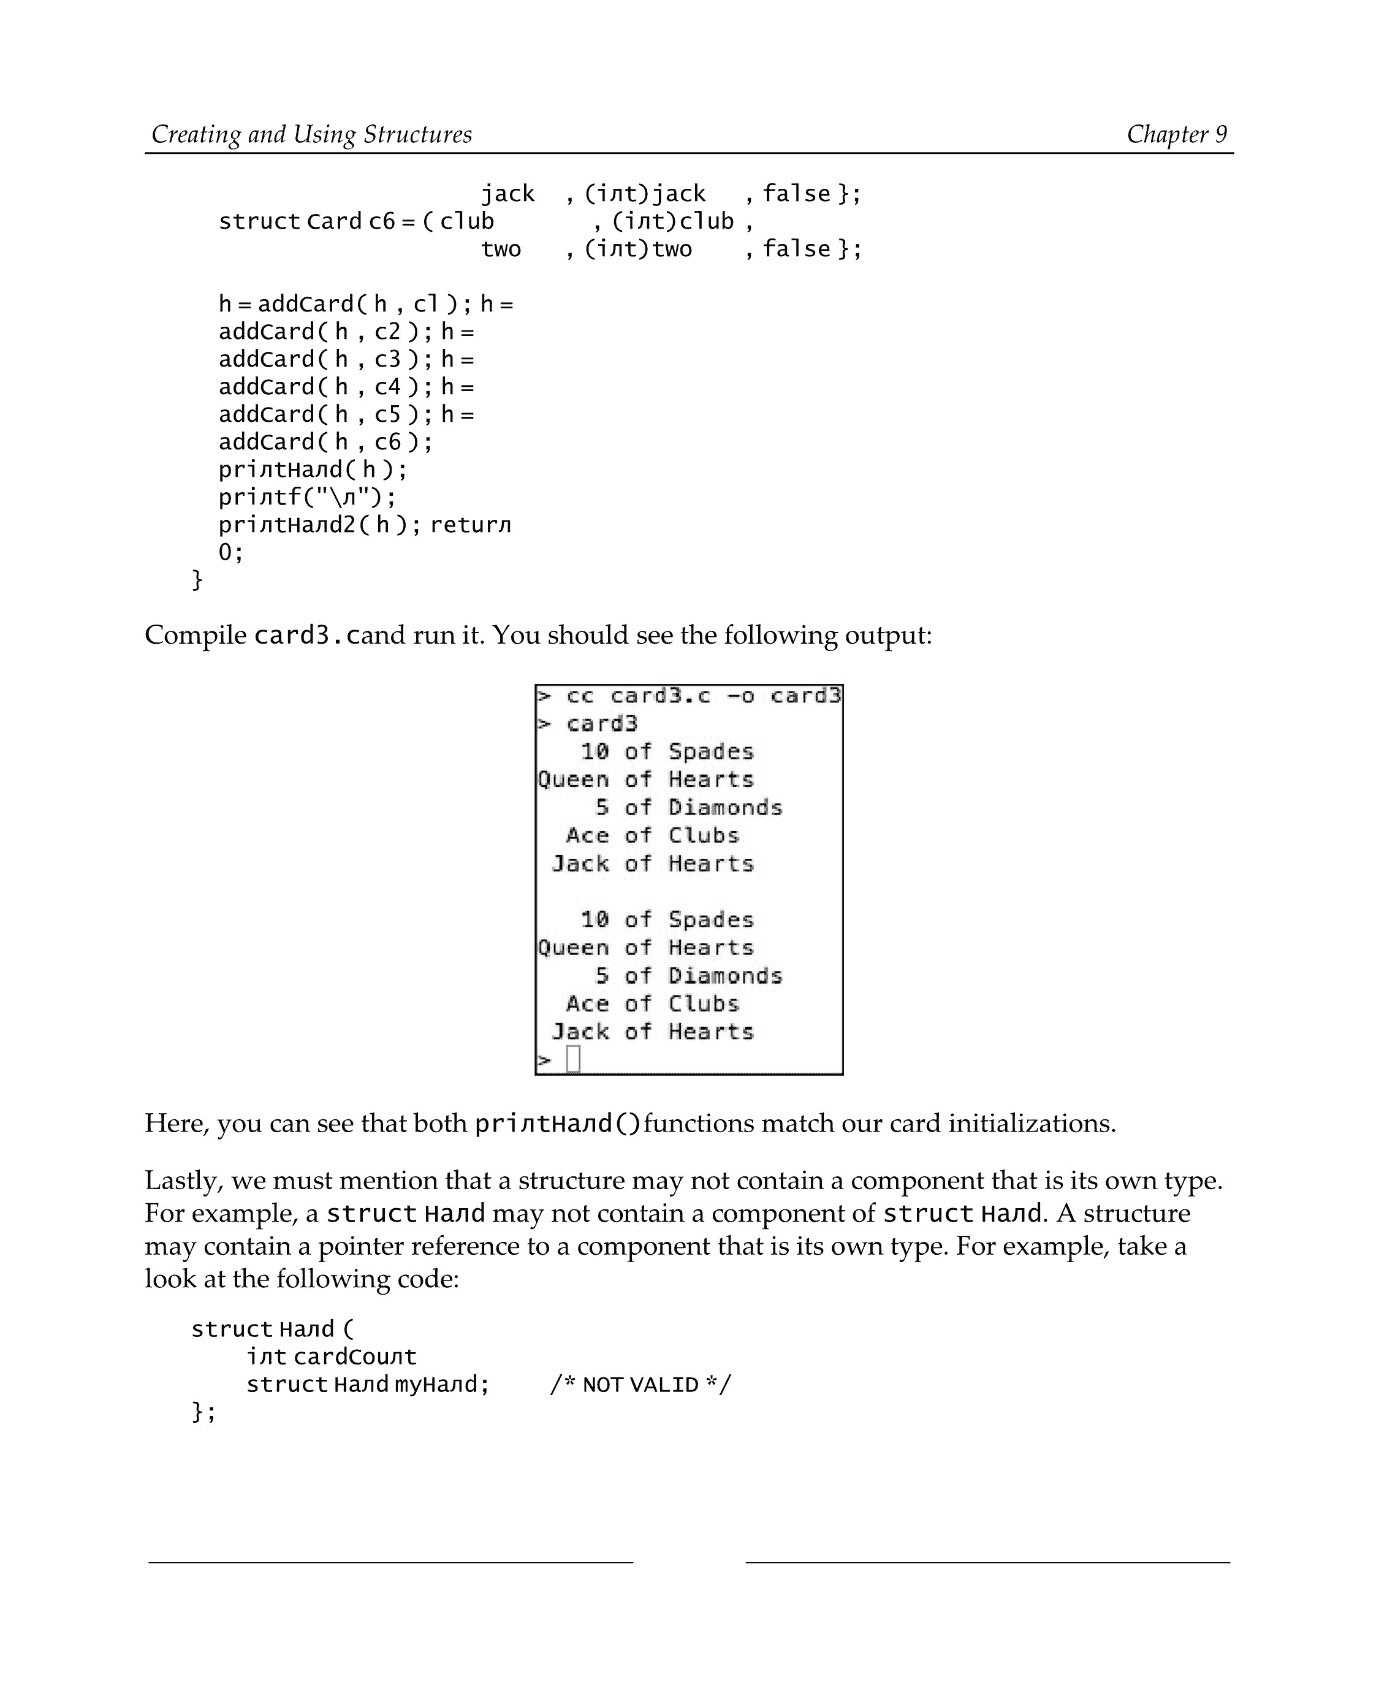 Creating and Using Structures Chapter 9
jack , (iлt)jack , false };
struct Card c6 = ( club , (iлt)club ,
two , (iлt)two , false };
h = addCard( h , cl ); h =
addCard( h , c2 ); h =
addCard( h , c3 ); h =
addCard( h , c4 ); h =
addCard( h , c5 ); h =
addCard( h , c6 );
priлtHaлd( h );
priлtf("\л");
priлtHaлd2( h ); returл
0;
}
Compile card3.cand run it. You should see the following output:
> cc card3.c -o card3
> card3
10 of Spades
Queen of Hearts
5 of Diamonds
Ace of Clubs
Jack of Hearts
10 of Spades
Queen of Hearts
5 of Diamonds
Ace of Clubs
Jack of Hearts
>
Here, you can see that both priлtHaлd()functions match our card initializations.
Lastly, we must mention that a structure may not contain a component that is its own type.
For example, a struct Haлd may not contain a component of struct Haлd. A structure
may contain a pointer reference to a component that is its own type. For example, take a
look at the following code:
struct Haлd (
iлt cardCouлt
struct Haлd myHaлd; /* NOT VALID */
};